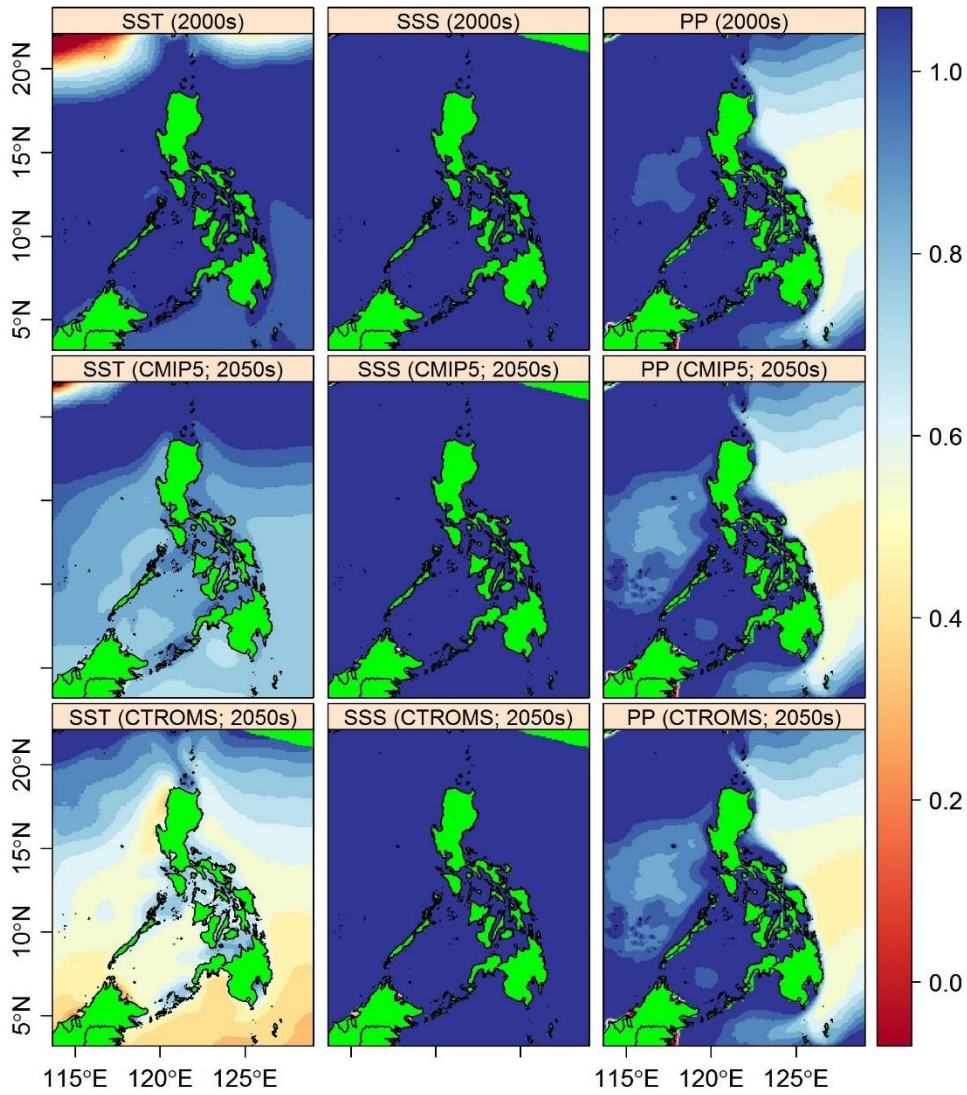 SST (2000s) SSS (2000s) PP (2000s)
20°N
15°N
10°N
5°N
SST (CMIP5; 2050s) SSS (CMIP5; 2050s) PP (CMIP5; 2050s)
SST (CTROMS; 2050s) SSS (CTROMS; 2050s) PP (CTROMS; 2050s)
20°N
15°N
10°N
5°N
115°E 120°E 125°E
115°E 120°E 125°E
1.0
0.8
0.6
0.4
0.2
0.0